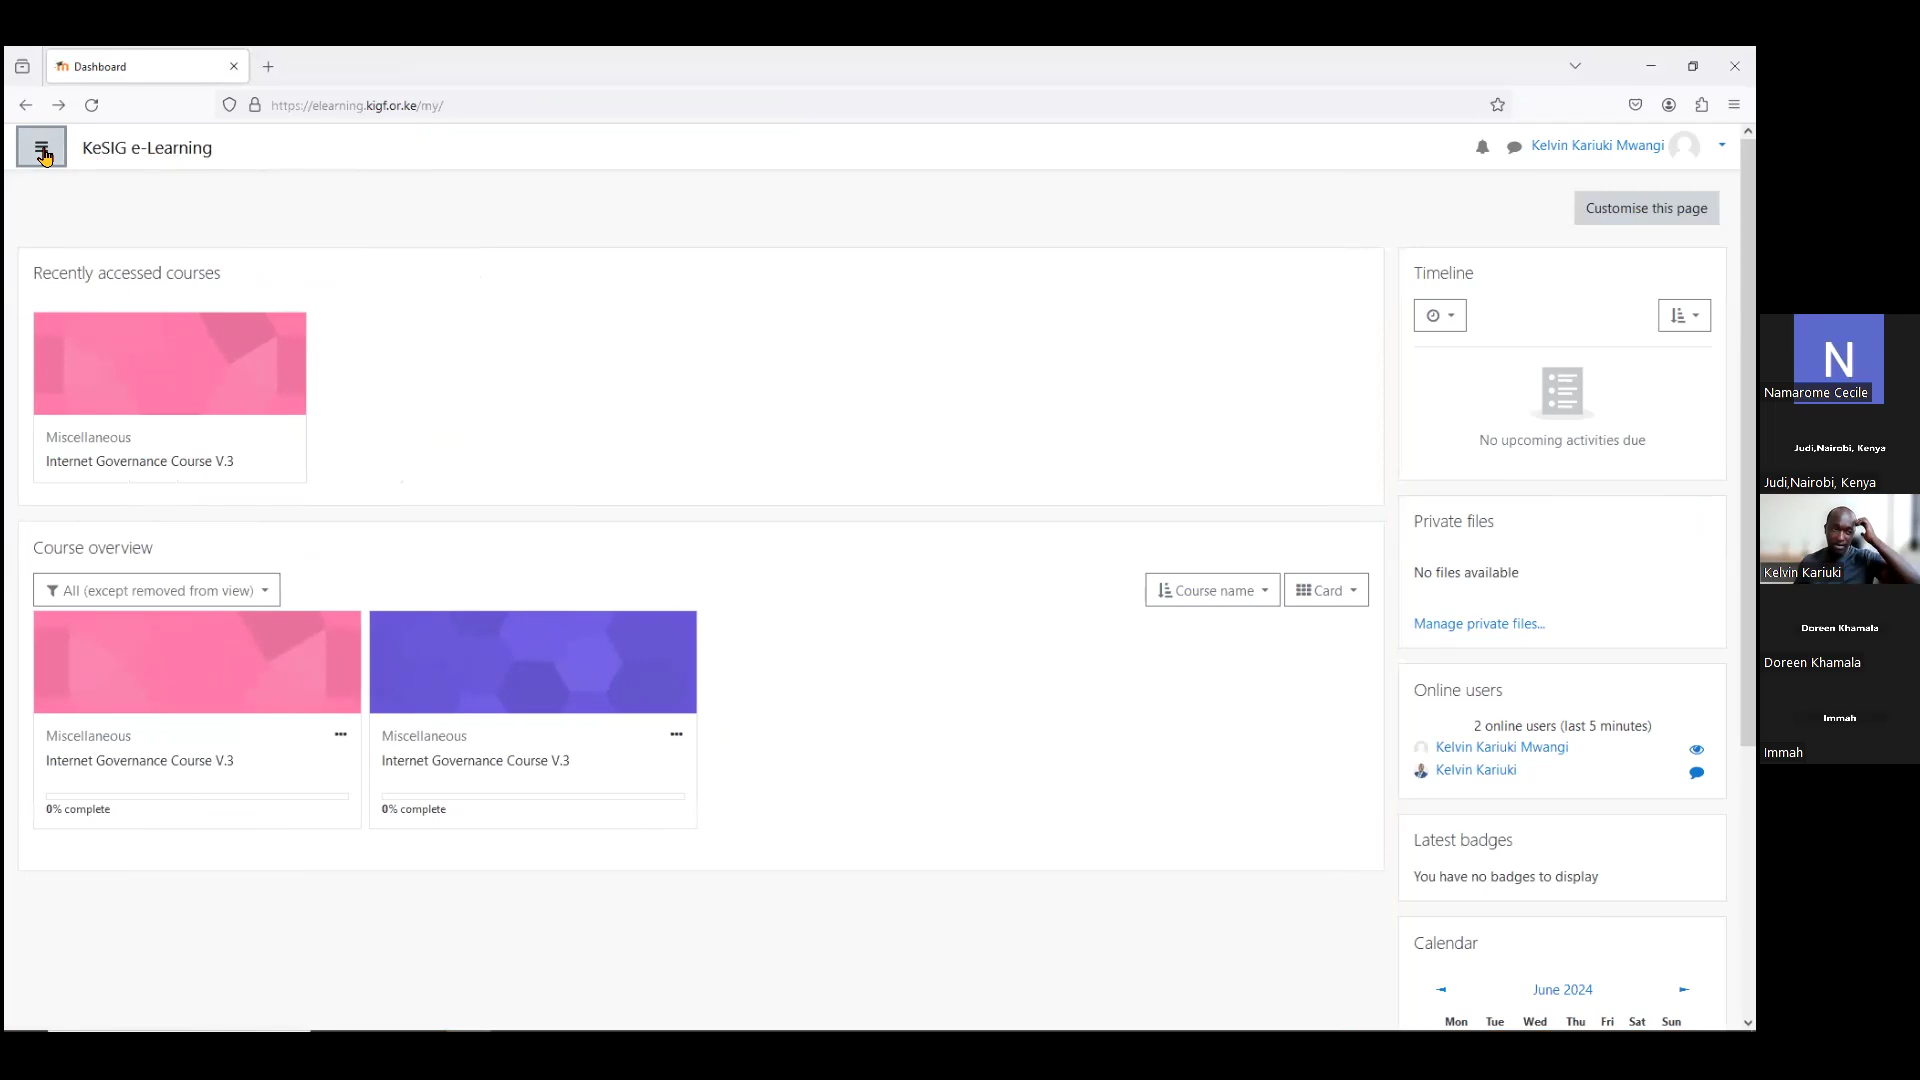 Dashboard
https://elearning.kigf.or.ke/my/
KeSIG e-Learning
Kelvin Kariuki Mwangi
Customise this page
Recently accessed courses
Miscellaneous
Internet Governance Course V.3
Course overview
All (except removed from view)
Course name
Card
Miscellaneous
Internet Governance Course V.3
0% complete
Miscellaneous
Internet Governance Course V.3
0% complete
Timeline
No upcoming activities due
Private files
No files available
Manage private files...
Online users
2 online users (last 5 minutes)
Kelvin Kariuki Mwangi
Kelvin Kariuki
Latest badges
You have no badges to display
Calendar
June 2024
Mon Tue Wed Thu Fri Sat Sun
N
Namarome Cecile
Judi,Nairobi, Kenya
Judi,Nairobi, Kenya
Kelvin Kariuki
Doreen Khamala
Doreen Khamala
Immah
Immah